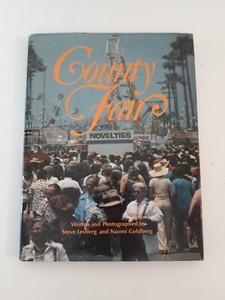 County
Fair
NOVELTIES
Written and Photographed by
Steve Lesberg and Naomi Goldberg